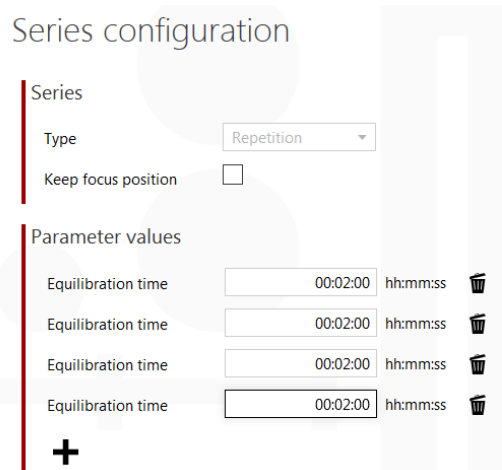 Series configuration
Series
Type Repetition
Keep focus position
Parameter values
Equilibration time 00:02:00 hh:mm:ss
Equilibration time 00:02:00 hh:mm:ss
Equilibration time 00:02:00 hh:mm:ss
Equilibration time 00:02:00 hh:mm:ss